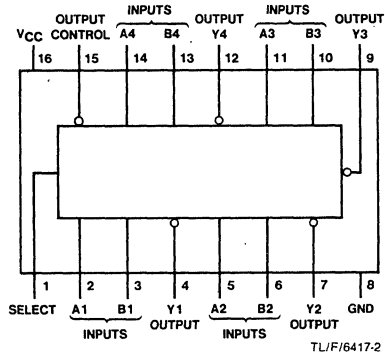 INPUTS INPUTS
OUTPUT OUTPUT OUTPUT
VCC CONTROL A4 B4 Y4 A3 B3 Y3
16 15 14 13 12 11 10 9
1 2 3 4 5 6 7 8
SELECT A1 B1 Y1 A2 B2 Y2 GND
INPUTS OUTPUT INPUTS OUTPUT
TL/F/6417-2